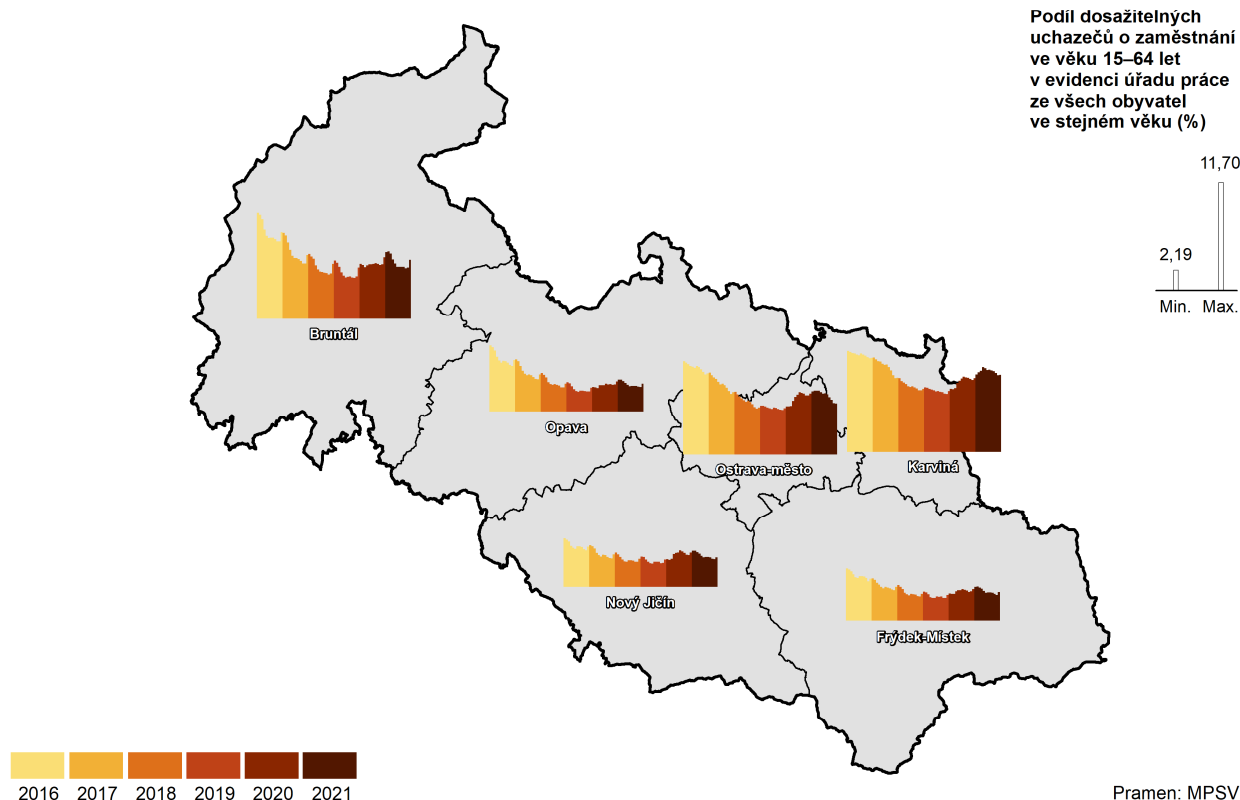 Podíl dosažitelných
uchazečů o zaměstnání
ve věku 15–64 let
v evidenci úřadu práce
ze všech obyvatel
ve stejném věku (%)
11,70
2,19
Min. Max.
Bruntál
Opava
Ostrava-město
Karviná
Nový Jičín
Frýdek-Místek
2016 2017 2018 2019 2020 2021
Pramen: MPSV